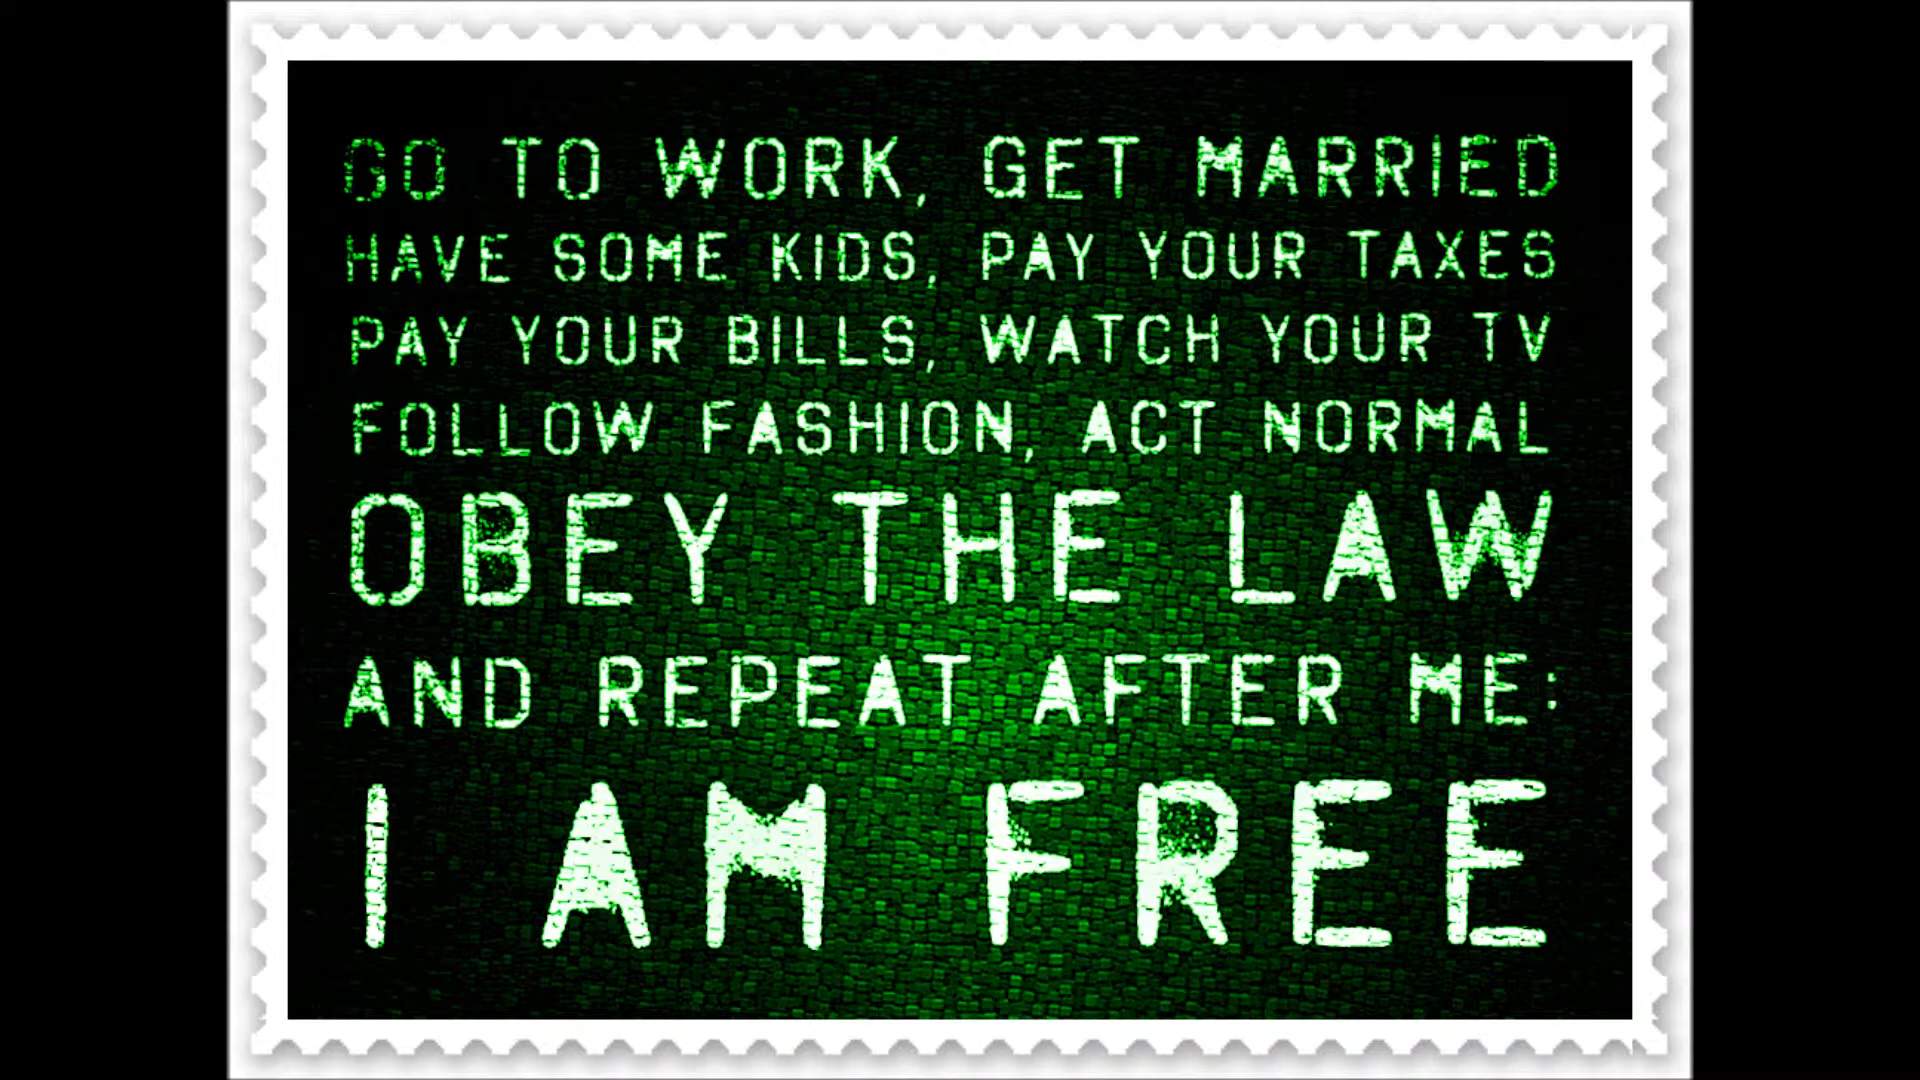 GO TO WORK, GET MARRIED
HAVE SOME KIDS, PAY YOUR TAXES
PAY YOUR BILLS, WATCH YOUR TV
FOLLOW FASHION, ACT NORMAL
OBEY THE LAW
AND REPEAT AFTER ME:
I AM FREE